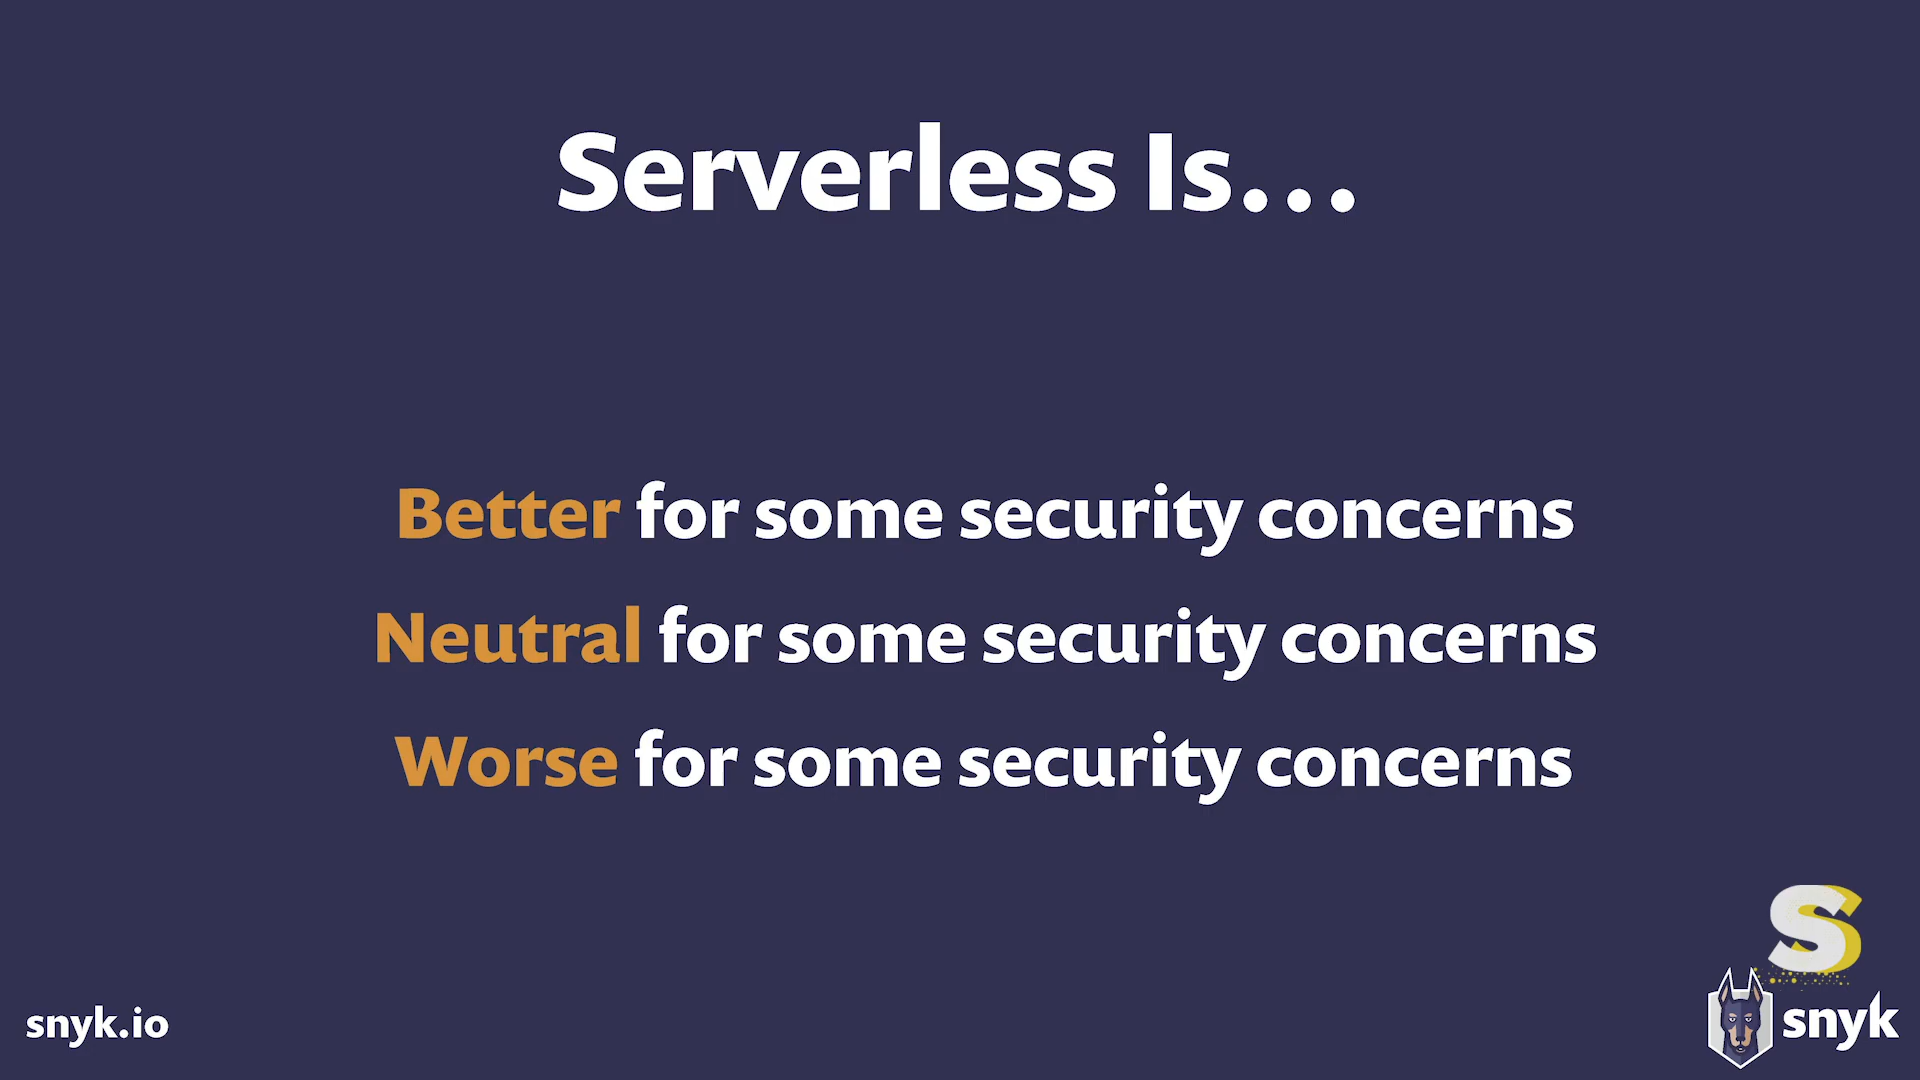 Serverless Is...
Better for some security concerns
Neutral for some security concerns
Worse for some security concerns
S
snyk.io
snyk